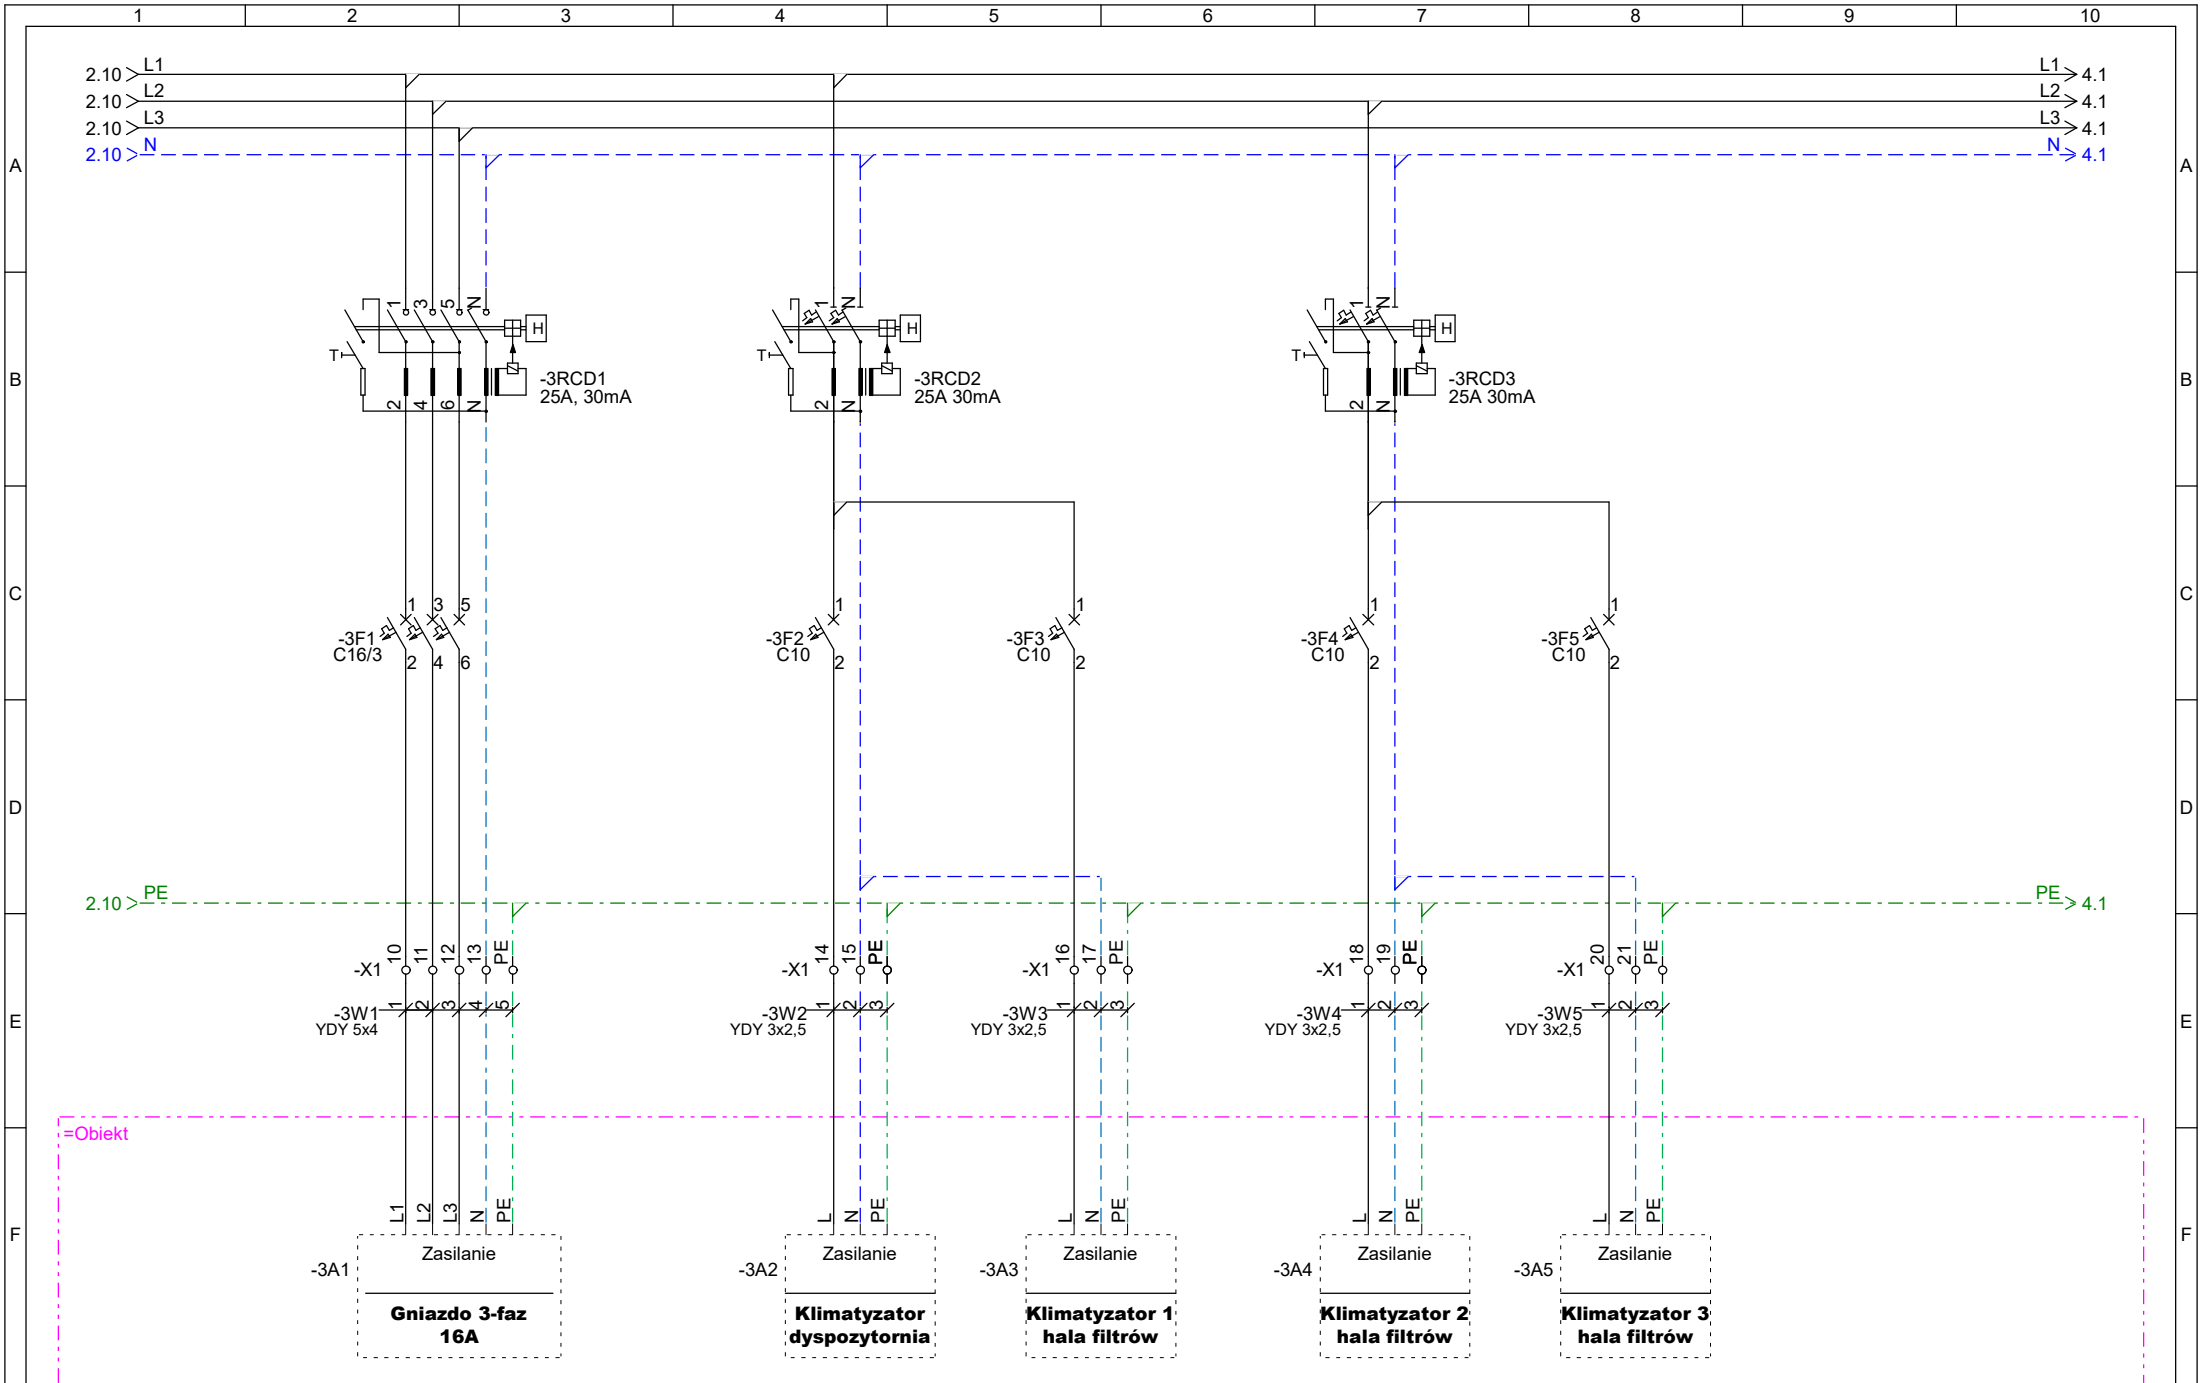 1 2 3 4 5 6 7 8 9 10
2.10 L1 L1 4.1
2.10 L2 L2 4.1
2.10 L3 L3 4.1
2.10 N N 4.1
A A
1 3 5 N H
1 N H
1 N H
T T T
B B
-3RCD1
25A, 30mA
-3RCD2
25A 30mA
-3RCD3
25A 30mA
2 4 6 N
2 N
2 N
C C
1 3 5
-3F1
C16/3
2 4 6
1
-3F2
C10
2
1
-3F3
C10
2
1
-3F4
C10
2
1
-3F5
C10
2
D D
2.10 PE PE 4.1
-X1 10 11 12 13 PE
-X1 14 15 PE
-X1 16 17 PE
-X1 18 19 PE
-X1 20 21 PE
E E
-3W1 1 2 3 4 5
YDY 5x4
-3W2 1 2 3
YDY 3x2,5
-3W3 1 2 3
YDY 3x2,5
-3W4 1 2 3
YDY 3x2,5
-3W5 1 2 3
YDY 3x2,5
=Obiekt
F F
L1 L2 L3 N PE
L N PE
L N PE
L N PE
L N PE
-3A1
Zasilanie
Gniazdo 3-faz
16A
-3A2
Zasilanie
Klimatyzator
dyspozytornia
-3A3
Zasilanie
Klimatyzator 1
hala filtrów
-3A4
Zasilanie
Klimatyzator 2
hala filtrów
-3A5
Zasilanie
Klimatyzator 3
hala filtrów